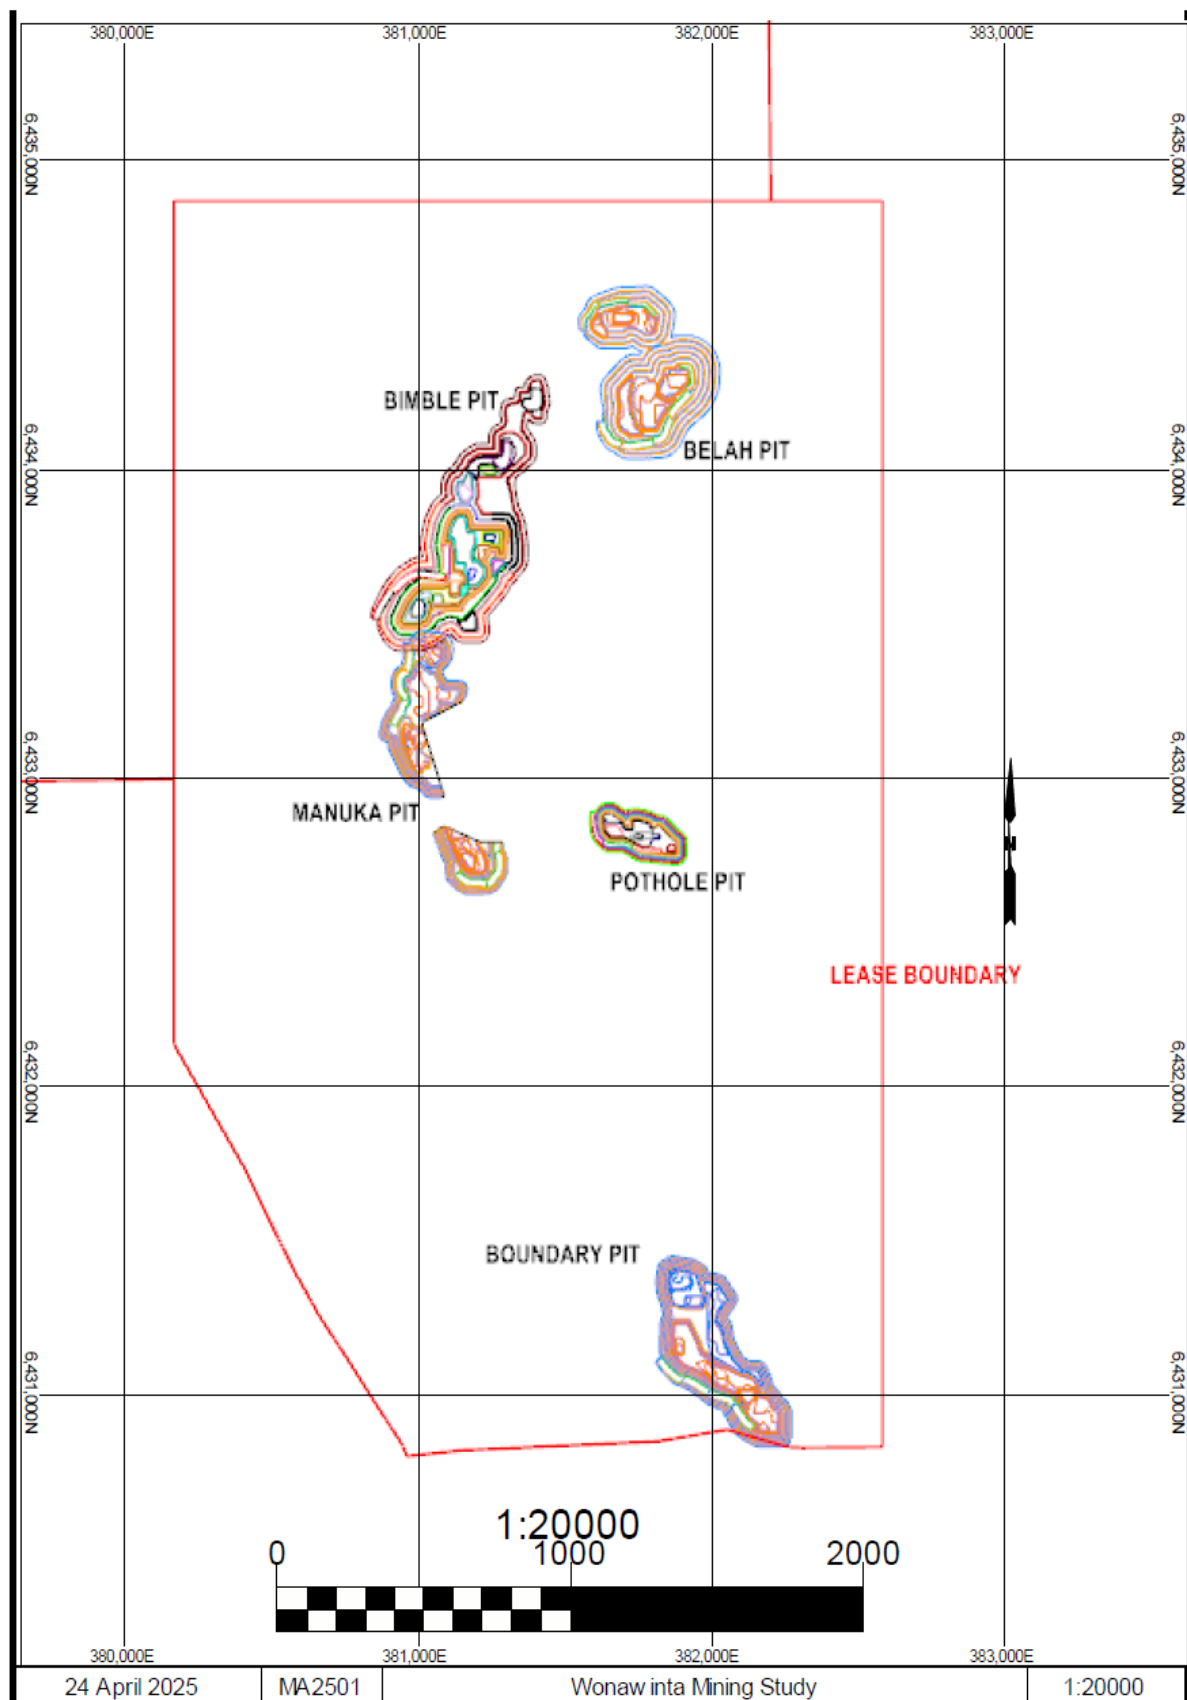 380,000E 381,000E 382,000E 383,000E
6,435,000N 6,435,000N
BIMBLE PIT
BELAH PIT
6,434,000N 6,434,000N
6,433,000N 6,433,000N
MANUKA PIT
N
POTHOLE PIT
LEASE BOUNDARY
6,432,000N 6,432,000N
BOUNDARY PIT
6,431,000N 6,431,000N
1:20000
0 1000 2000
380,000E 381,000E 382,000E 383,000E
24 April 2025 MA2501 Wonawinta Mining Study 1:20000